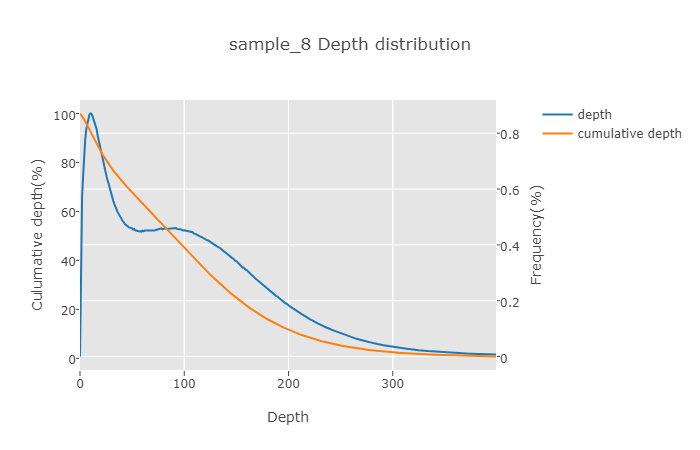 sample_8 Depth distribution
depth
cumulative depth
100
80
60
40
20
0
Culumative depth(%)
0.8
0.6
0.4
0.2
0
Frequency(%)
0
100
200
300
Depth